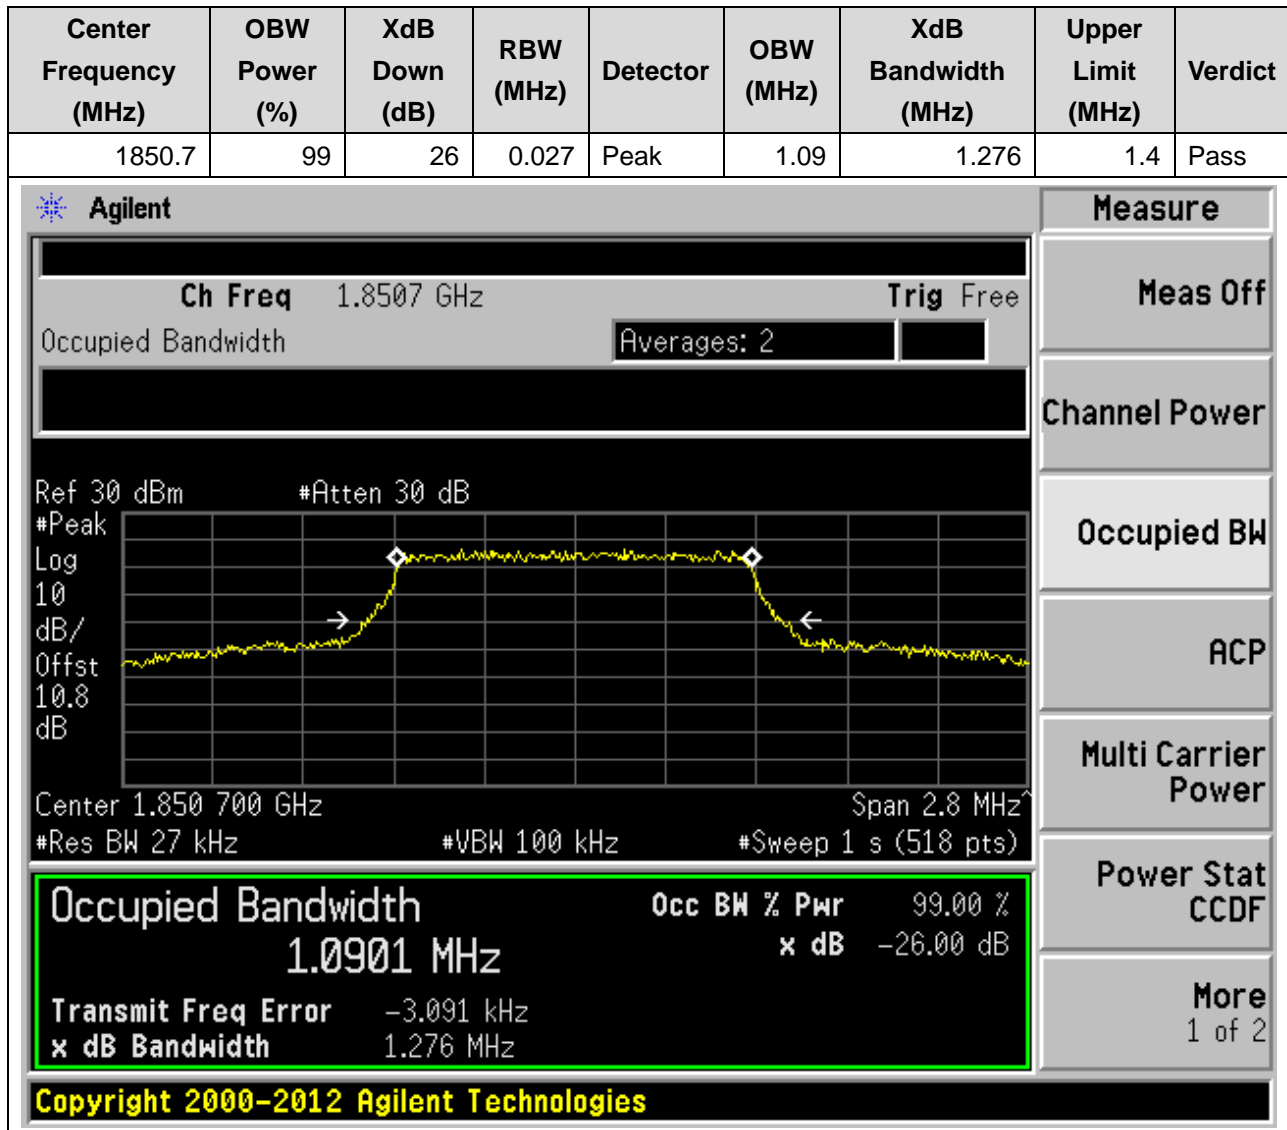 Center Frequency (MHz) OBW Power (%) XdB Down (dB) RBW (MHz) Detector OBW (MHz) XdB Bandwidth (MHz) Upper Limit (MHz) Verdict
1850.7 99 26 0.027 Peak 1.09 1.276 1.4 Pass
Agilent
Measure
Ch Freq 1.8507 GHz Trig Free
Meas Off
Occupied Bandwidth Averages: 2
Channel Power
Ref 30 dBm #Atten 30 dB
#Peak
Log
10
dB/
Offst
10.8
dB
Occupied BW
ACP
Multi Carrier
Power
Center 1.850 700 GHz Span 2.8 MHz^
#Res BW 27 kHz #VBW 100 kHz #Sweep 1 s (518 pts)
Power Stat
CCDF
Occupied Bandwidth Occ BW % Pwr 99.00 %
1.0901 MHz x dB -26.00 dB
Transmit Freq Error -3.091 kHz
x dB Bandwidth 1.276 MHz
More
1 of 2
Copyright 2000-2012 Agilent Technologies